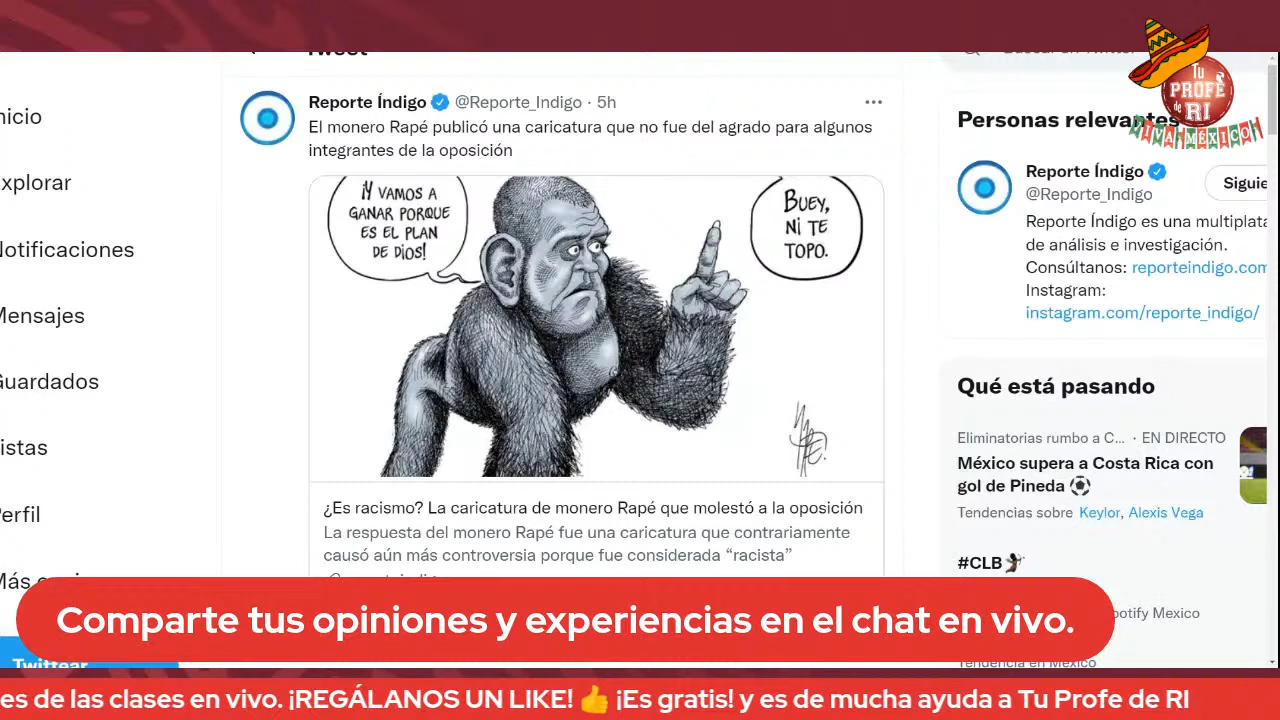 Tweet
nicio
xplorar
Notificaciones
Mensajes
Guardados
istas
Perfil
Twittear
Reporte Índigo @Reporte_Indigo · 5h
El monero Rapé publicó una caricatura que no fue del agrado para algunos
integrantes de la oposición
¡Y VAMOS A
GANAR PORQUE
ES EL PLAN
DE DIOS!
BUEY,
NI TE
TOPO.
¿Es racismo? La caricatura de monero Rapé que molestó a la oposición
La respuesta del monero Rapé fue una caricatura que contrariamente
causó aún más controversia porque fue considerada “racista”
Tu
PROFE
de
RI
VIVA MÉXICO!
Personas relevantes
Reporte Índigo
@Reporte_Indigo
Siguie
Reporte Índigo es una multiplata
de análisis e investigación.
Consúltanos: reporteindigo.com
Instagram:
instagram.com/reporte_indigo/
Qué está pasando
Eliminatorias rumbo a C... · EN DIRECTO
México supera a Costa Rica con
gol de Pineda
Tendencias sobre Keylor, Alexis Vega
#CLB
potify Mexico
Tendencia en México
Comparte tus opiniones y experiencias en el chat en vivo.
es de las clases en vivo. ¡REGÁLANOS UN LIKE! 👍 ¡Es gratis! y es de mucha ayuda a Tu Profe de RI